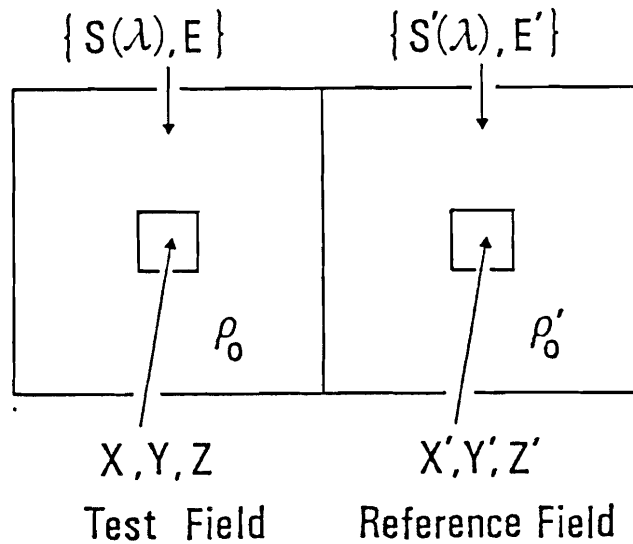 {S(λ), E} {S′(λ), E′}
ρ₀ ρ₀′
X, Y, Z X′, Y′, Z′
Test Field Reference Field